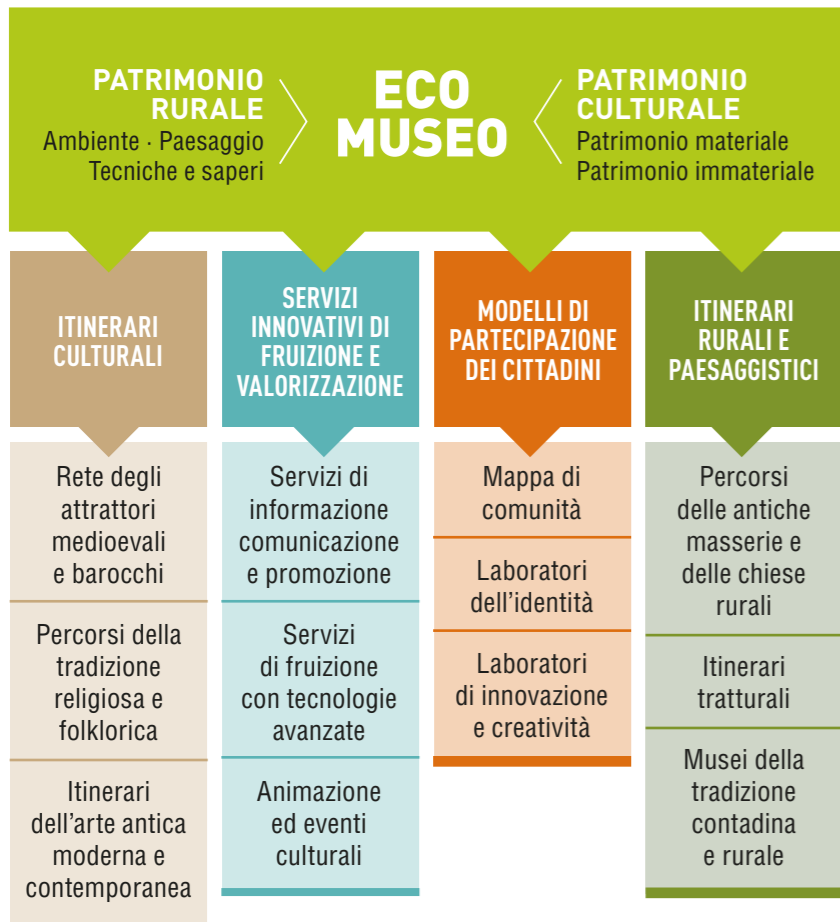 PATRIMONIO
RURALE
Ambiente · Paesaggio
Tecniche e saperi
ECO
MUSEO
PATRIMONIO
CULTURALE
Patrimonio materiale
Patrimonio immateriale
ITINERARI
CULTURALI
Rete degli
attrattori
medioevali
e barocchi
Percorsi della
tradizione
religiosa e
folklorica
Itinerari
dell'arte antica
moderna e
contemporanea
SERVIZI
INNOVATIVI DI
FRUIZIONE E
VALORIZZAZIONE
Servizi di
informazione
comunicazione
e promozione
Servizi
di fruizione
con tecnologie
avanzate
Animazione
ed eventi
culturali
MODELLI DI
PARTECIPAZIONE
DEI CITTADINI
Mappa di
comunità
Laboratori
dell'identità
Laboratori
di innovazione
e creatività
ITINERARI
RURALI E
PAESAGGISTICI
Percorsi
delle antiche
masserie e
delle chiese
rurali
Itinerari
tratturali
Musei della
tradizione
contadina
e rurale